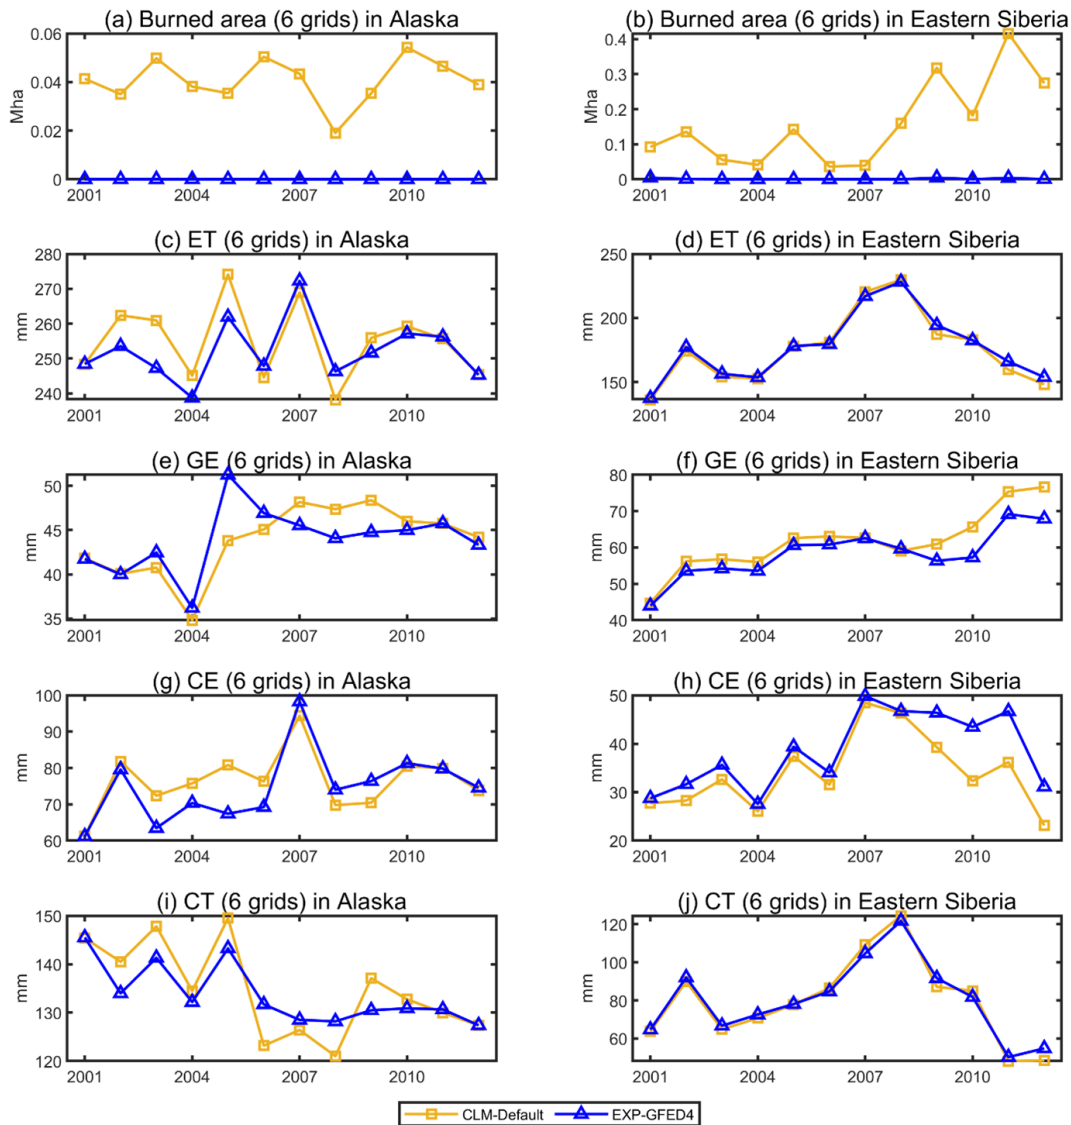 (a) Burned area (6 grids) in Alaska
(b) Burned area (6 grids) in Eastern Siberia
0.06
0.04
0.02
0
Mha
2001 2004 2007 2010
0.4
0.3
0.2
0.1
0
Mha
2001 2004 2007 2010
(c) ET (6 grids) in Alaska
(d) ET (6 grids) in Eastern Siberia
280
270
260
250
240
mm
2001 2004 2007 2010
250
200
150
mm
2001 2004 2007 2010
(e) GE (6 grids) in Alaska
(f) GE (6 grids) in Eastern Siberia
50
45
40
35
mm
2001 2004 2007 2010
80
70
60
50
40
mm
2001 2004 2007 2010
(g) CE (6 grids) in Alaska
(h) CE (6 grids) in Eastern Siberia
100
90
80
70
60
mm
2001 2004 2007 2010
50
40
30
20
mm
2001 2004 2007 2010
(i) CT (6 grids) in Alaska
(j) CT (6 grids) in Eastern Siberia
150
140
130
120
mm
2001 2004 2007 2010
120
100
80
60
mm
2001 2004 2007 2010
CLM-Default EXP-GFED4